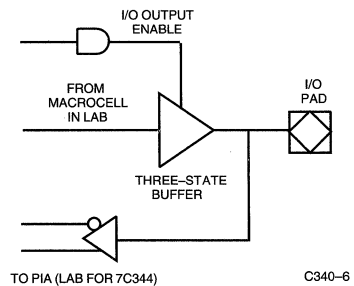 I/O OUTPUT
ENABLE
FROM
MACROCELL
IN LAB
I/O
PAD
THREE–STATE
BUFFER
TO PIA (LAB FOR 7C344)
C340–6